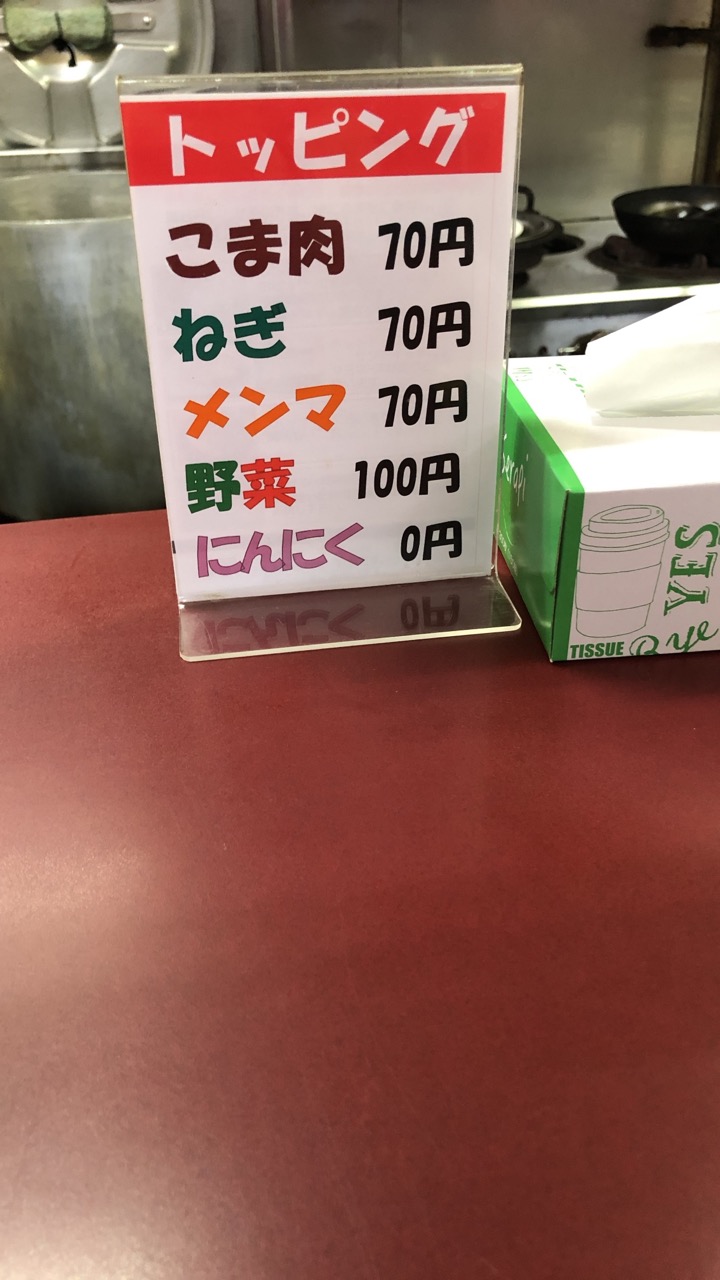 トッピング
こま肉 70円
ねぎ 70円
メンマ 70円
野菜 100円
にんにく 0円
YES
TISSUE